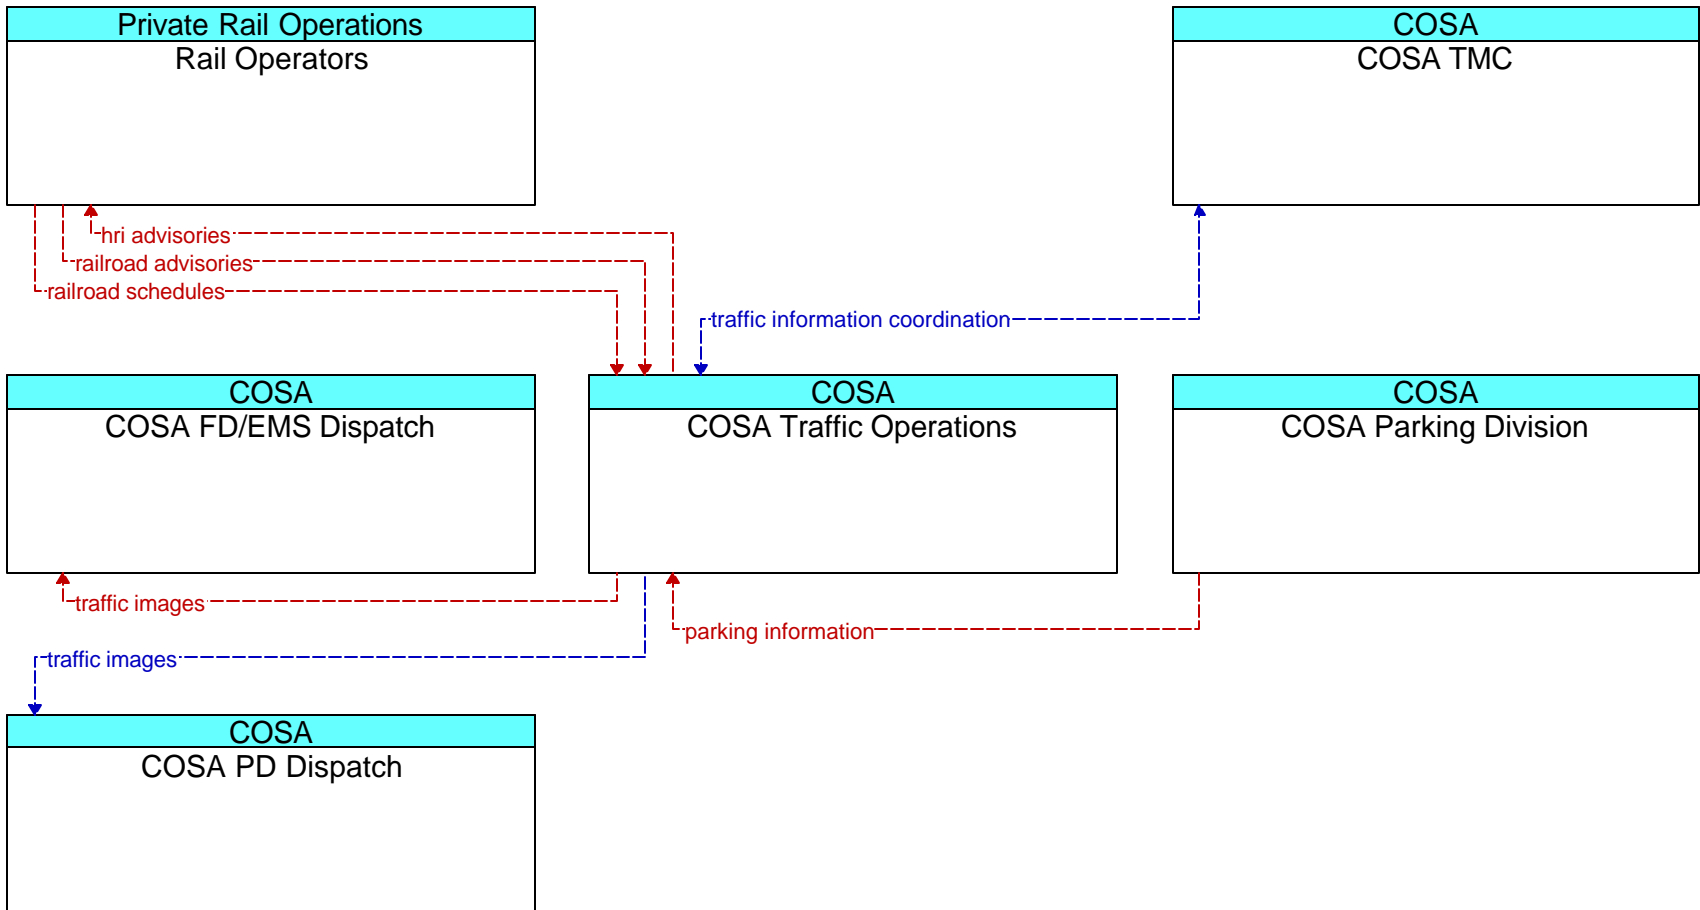 Private Rail Operations
Rail Operators
COSA
COSA TMC
hri advisories
railroad advisories
railroad schedules
traffic information coordination
COSA
COSA FD/EMS Dispatch
COSA
COSA Traffic Operations
COSA
COSA Parking Division
traffic images
parking information
traffic images
COSA
COSA PD Dispatch